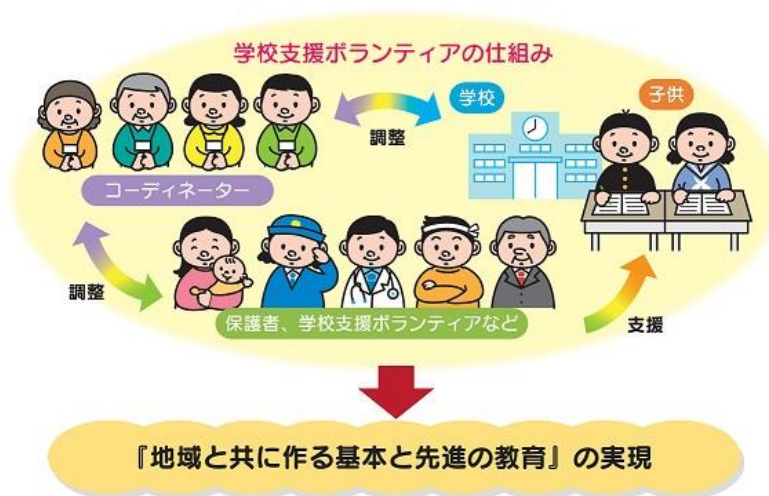 学校支援ボランティアの仕組み
学校
子供
調整
コーディネーター
調整
保護者、学校支援ボランティアなど
支援
『地域と共に作る基本と先進の教育』の実現